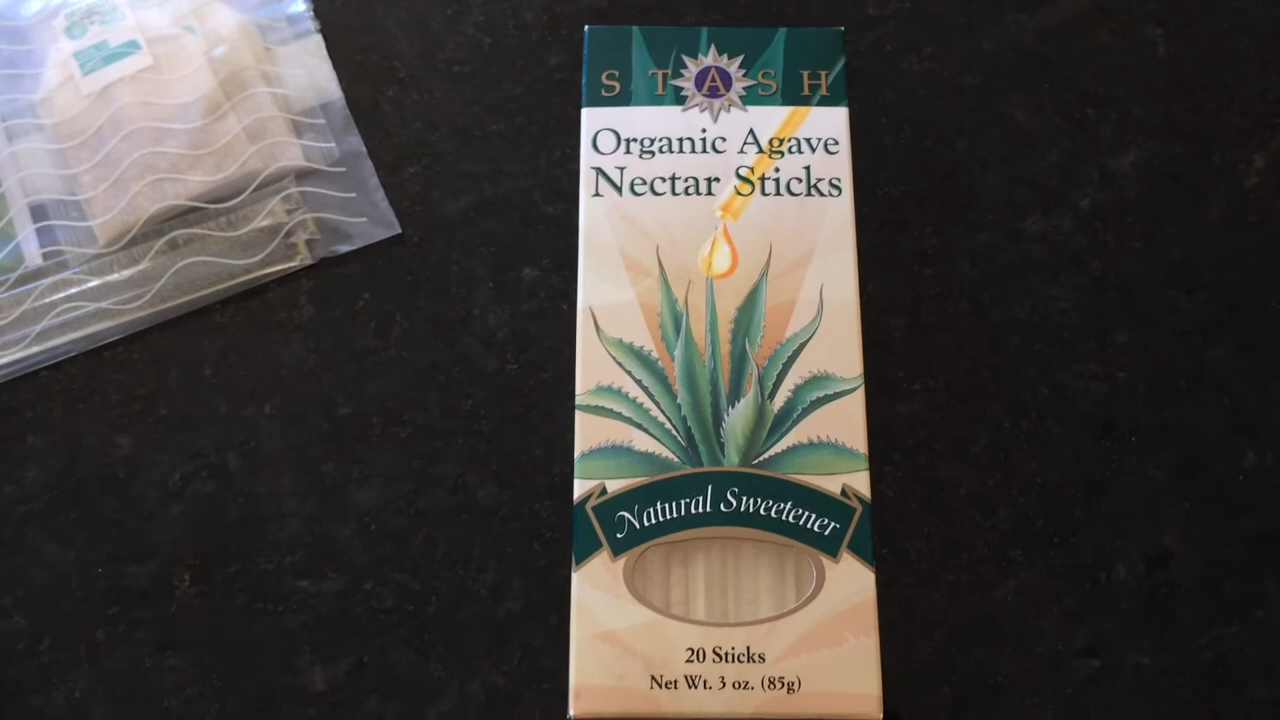 STASH
Organic Agave
Nectar Sticks
Natural Sweetener
20 Sticks
Net Wt. 3 oz. (85g)